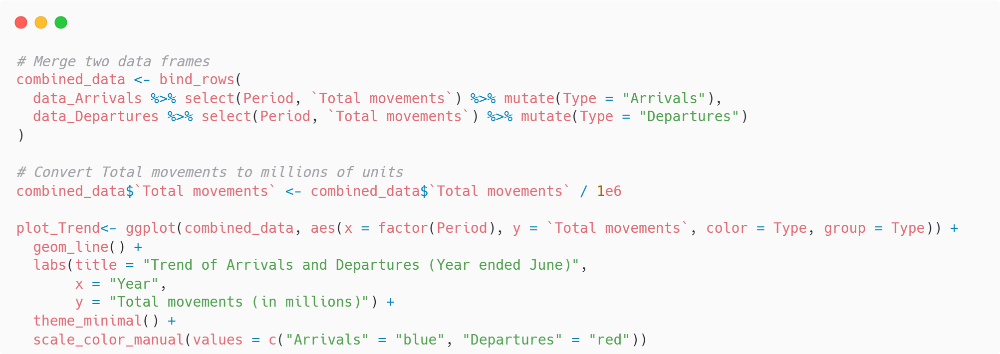 # Merge two data frames
combined_data <- bind_rows(
  data_Arrivals %>% select(Period, `Total movements`) %>% mutate(Type = "Arrivals"),
  data_Departures %>% select(Period, `Total movements`) %>% mutate(Type = "Departures")
)

# Convert Total movements to millions of units
combined_data$`Total movements` <- combined_data$`Total movements` / 1e6

plot_Trend<- ggplot(combined_data, aes(x = factor(Period), y = `Total movements`, color = Type, group = Type)) +
  geom_line() +
  labs(title = "Trend of Arrivals and Departures (Year ended June)",
       x = "Year",
       y = "Total movements (in millions)") +
  theme_minimal() +
  scale_color_manual(values = c("Arrivals" = "blue", "Departures" = "red"))